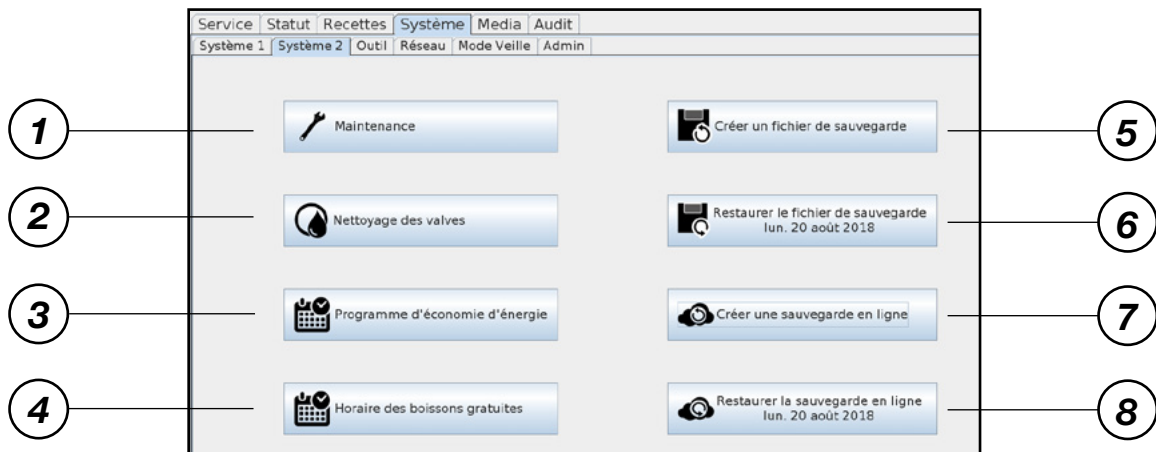 Service Statut Recettes Système Media Audit
Système 1 Système 2 Outil Réseau Mode Veille Admin
1 Maintenance
Créer un fichier de sauvegarde 5
2 Nettoyage des valves
Restaurer le fichier de sauvegarde
lun. 20 août 2018
6
3 Programme d'économie d'énergie
Créer une sauvegarde en ligne 7
4 Horaire des boissons gratuites
Restaurer la sauvegarde en ligne
lun. 20 août 2018
8